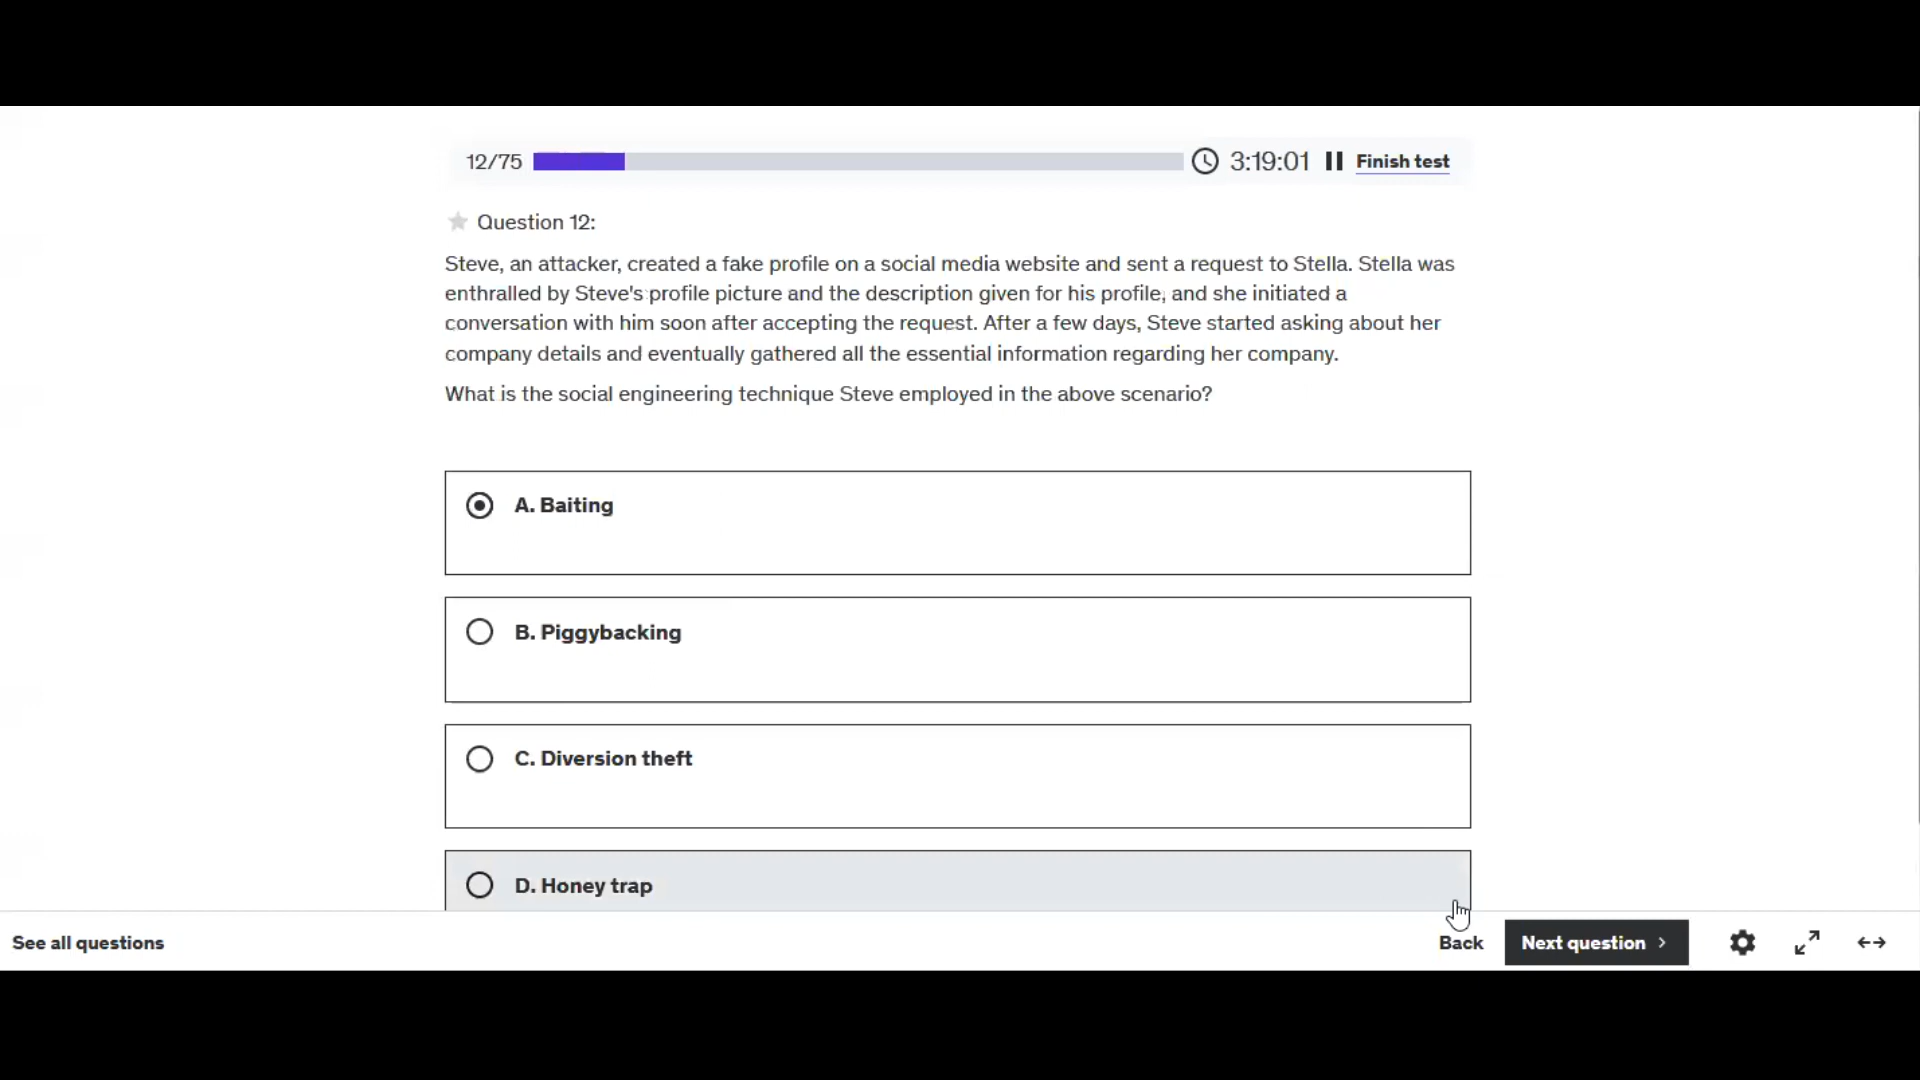 12/75 3:19:01 Finish test
Question 12:
Steve, an attacker, created a fake profile on a social media website and sent a request to Stella. Stella was
enthralled by Steve's profile picture and the description given for his profile, and she initiated a
conversation with him soon after accepting the request. After a few days, Steve started asking about her
company details and eventually gathered all the essential information regarding her company.
What is the social engineering technique Steve employed in the above scenario?
A. Baiting
B. Piggybacking
C. Diversion theft
D. Honey trap
See all questions Back Next question